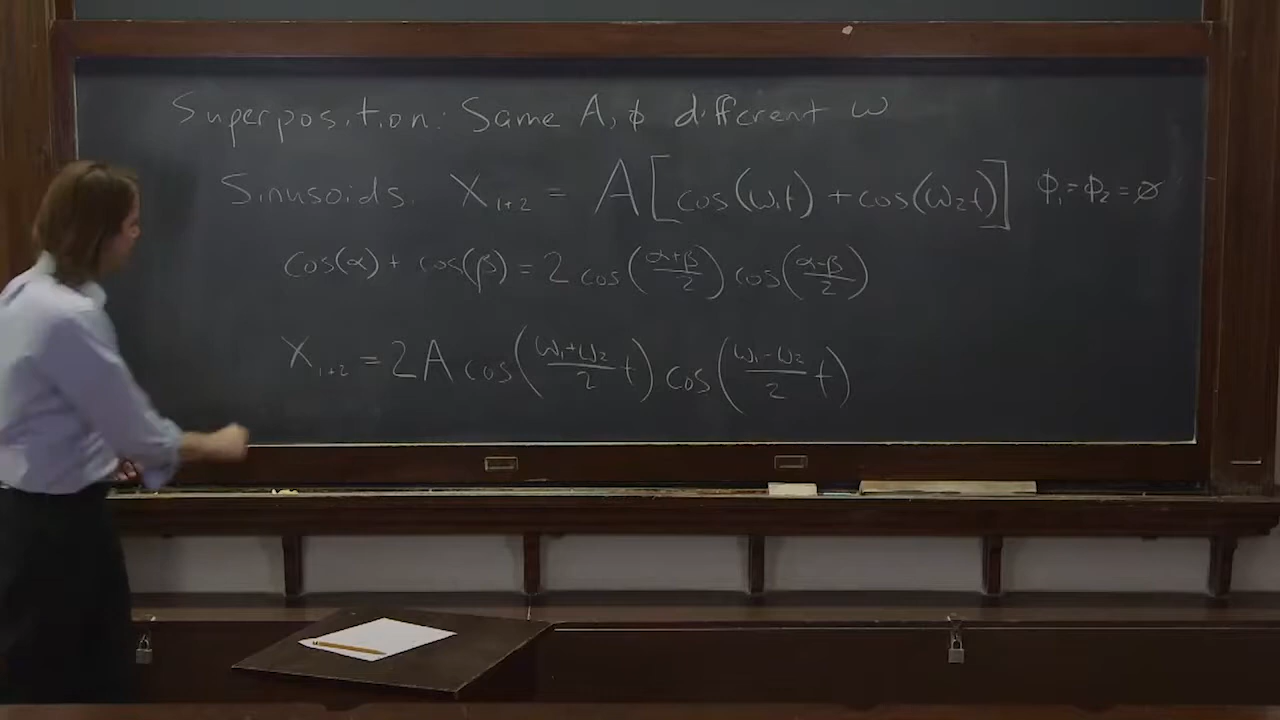 Superposition: Same A, φ different ω
Sinusoids. X₁₊₂ = A[cos(ω₁t) + cos(ω₂t)] φ₁=φ₂=∅
cos(α) + cos(β) = 2 cos((α+β)/2) cos((α-β)/2)
X₁₊₂ = 2A cos((ω₁+ω₂)/2 t) cos((ω₁-ω₂)/2 t)